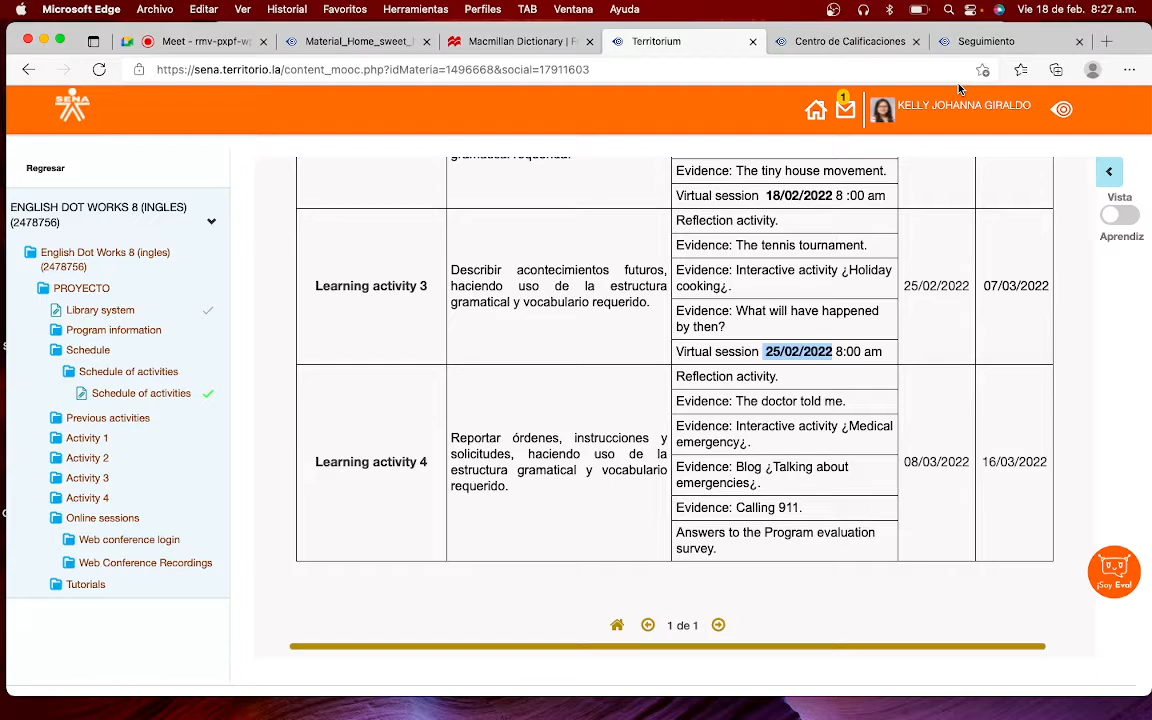 Microsoft Edge Archivo Editar Ver Historial Favoritos Herramientas Perfiles TAB Ventana Ayuda Vie 18 de feb. 8:27 a.m.
Meet - rmv-pxpf-w Material_Home_sweet_ Macmillan Dictionary | F Territorium Centro de Calificaciones Seguimiento
https://sena.territorio.la/content_mooc.php?idMateria=1496668&social=17911603
SENA
1
KELLY JOHANNA GIRALDO
Regresar
ENGLISH DOT WORKS 8 (INGLES)
(2478756)
English Dot Works 8 (ingles)
(2478756)
PROYECTO
Library system
Program information
Schedule
Schedule of activities
Schedule of activities
Previous activities
Activity 1
Activity 2
Activity 3
Activity 4
Online sessions
Web conference login
Web Conference Recordings
Tutorials
Evidence: The tiny house movement.
Virtual session 18/02/2022 8 :00 am
Learning activity 3
Describir acontecimientos futuros,
haciendo uso de la estructura
gramatical y vocabulario requerido.
Reflection activity.
Evidence: The tennis tournament.
Evidence: Interactive activity ¿Holiday
cooking¿.
Evidence: What will have happened
by then?
Virtual session 25/02/2022 8:00 am
25/02/2022
07/03/2022
Learning activity 4
Reportar órdenes, instrucciones y
solicitudes, haciendo uso de la
estructura gramatical y vocabulario
requerido.
Reflection activity.
Evidence: The doctor told me.
Evidence: Interactive activity ¿Medical
emergency¿.
Evidence: Blog ¿Talking about
emergencies¿.
Evidence: Calling 911.
Answers to the Program evaluation
survey.
08/03/2022
16/03/2022
1 de 1
Vista
Aprendiz
¡Soy Eva!